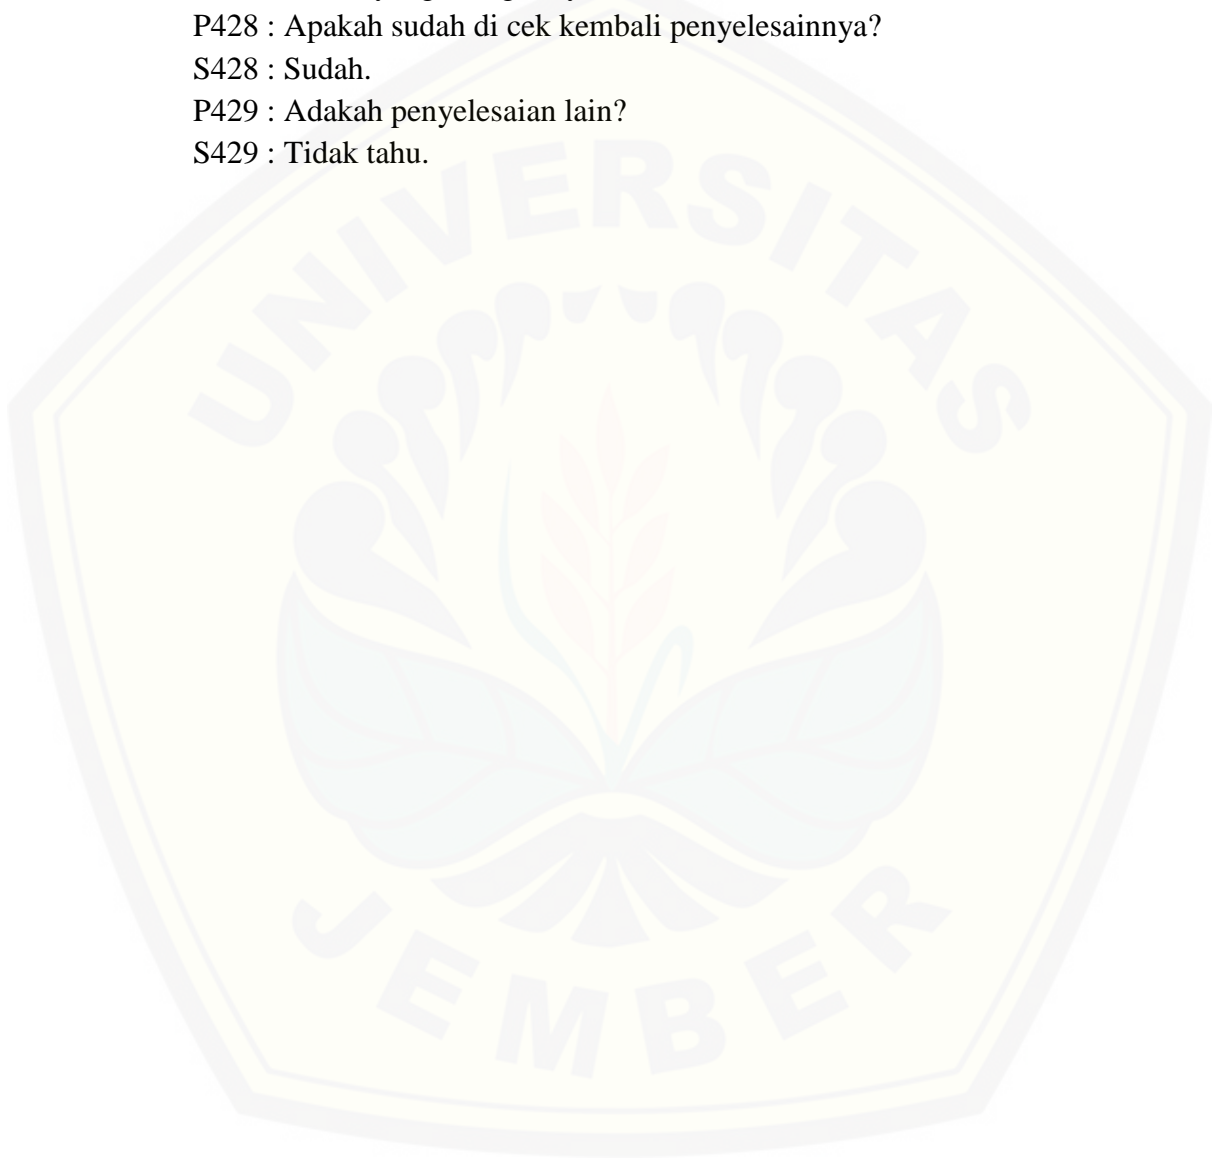 P428 : Apakah sudah di cek kembali penyelesainnya?
S428 : Sudah.
P429 : Adakah penyelesaian lain?
S429 : Tidak tahu.
UNIVERSITAS
JEMBER